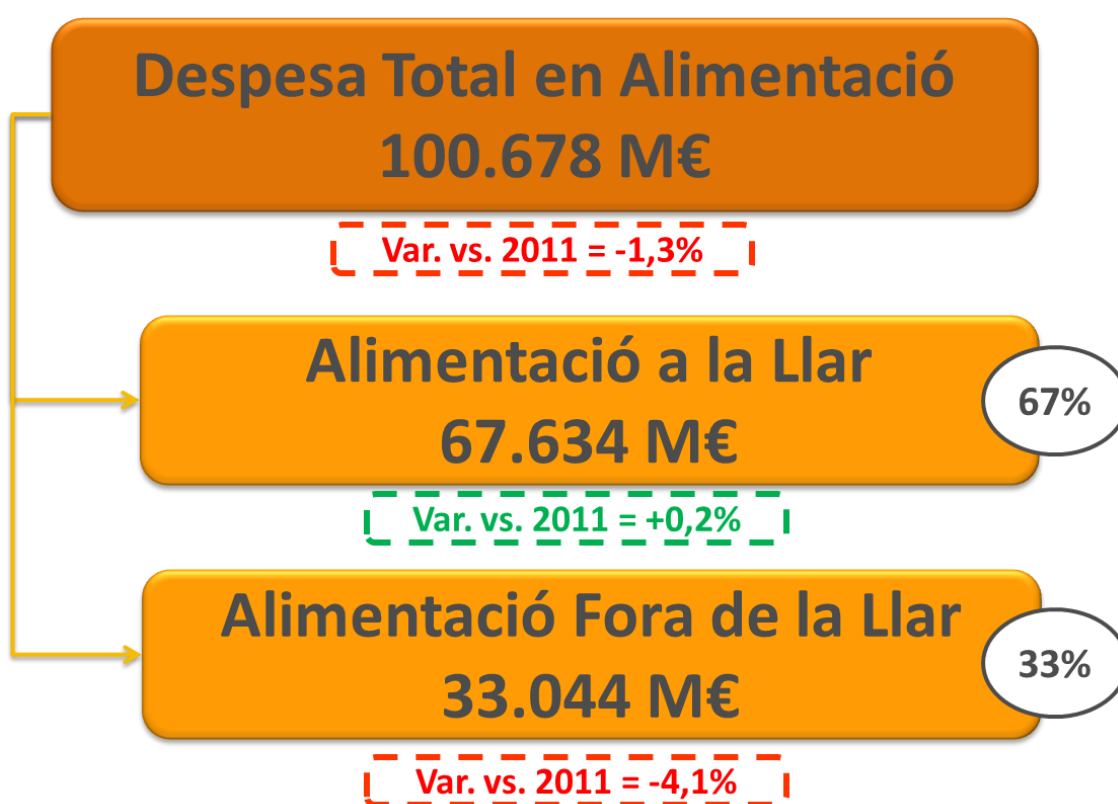 Despesa Total en Alimentació
100.678 M€
Var. vs. 2011 = -1,3%
Alimentació a la Llar
67.634 M€
67%
Var. vs. 2011 = +0,2%
Alimentació Fora de la Llar
33.044 M€
33%
Var. vs. 2011 = -4,1%